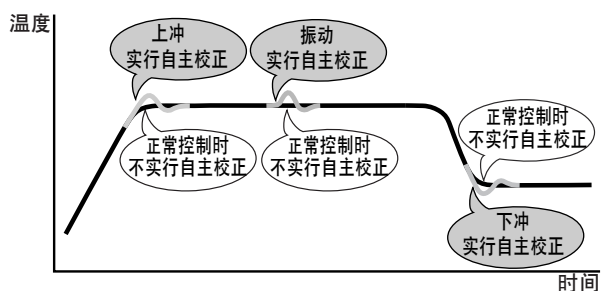 温度
上冲
实行自主校正
振动
实行自主校正
正常控制时
不实行自主校正
正常控制时
不实行自主校正
正常控制时
不实行自主校正
下冲
实行自主校正
时间